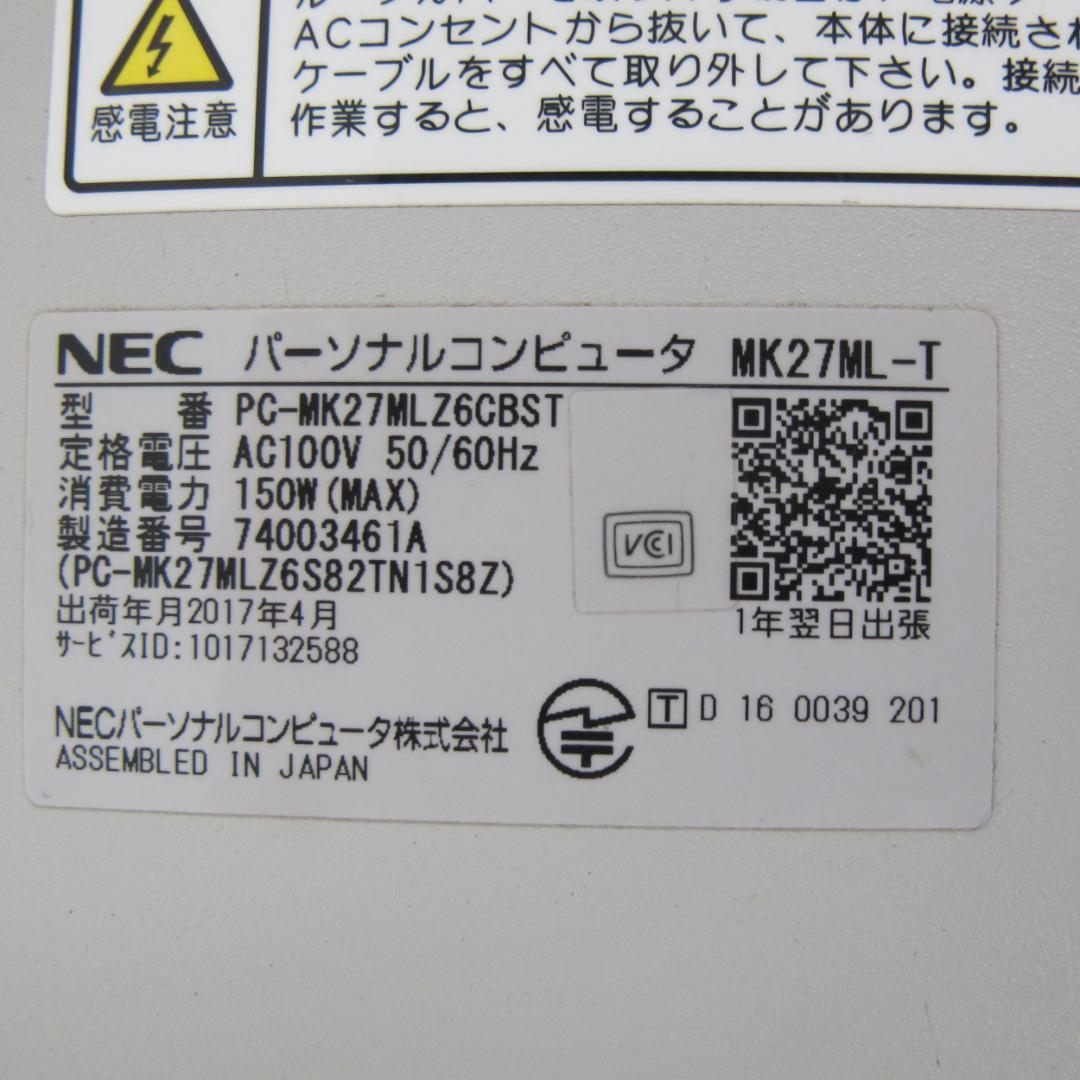 ACコンセントから抜いて、本体に接続され
ケーブルをすべて取り外して下さい。接続
作業すると、感電することがあります。
感電注意
NEC パーソナルコンピュータ MK27ML-T
型 番 PC-MK27MLZ6CBST
定格電圧 AC100V 50/60Hz
消費電力 150W(MAX)
製造番号 74003461A
(PC-MK27MLZ6S82TN1S8Z)
出荷年月2017年4月
サービスID:1017132588
VCCI
1年翌日出張
T D 16 0039 201
NECパーソナルコンピュータ株式会社
ASSEMBLED IN JAPAN